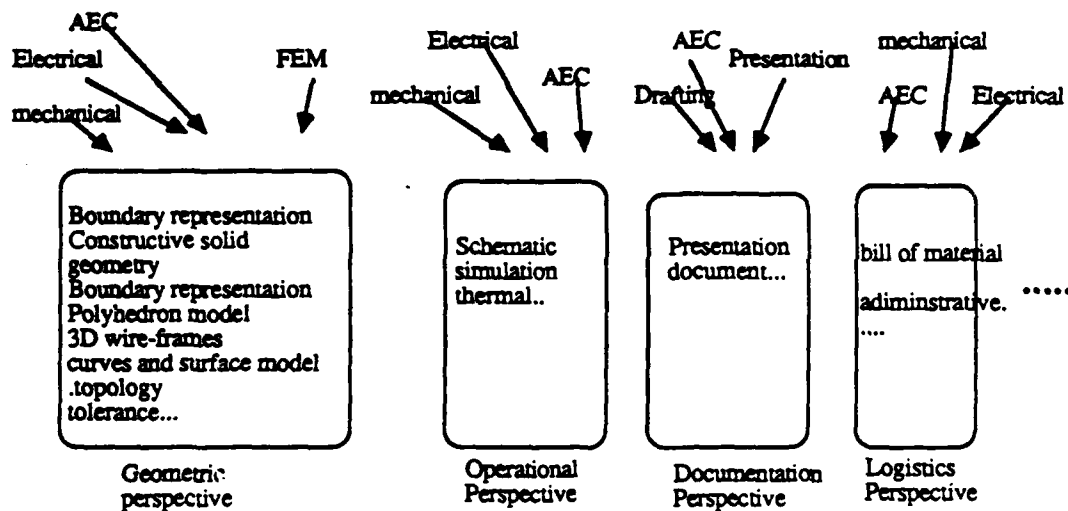 AEC
Electrical
FEM
mechanical
Electrical
AEC
mechanical
AEC
Presentation
Drafting
mechanical
AEC
Electrical
Boundary representation
Constructive solid
geometry
Boundary representation
Polyhedron model
3D wire-frames
curves and surface model
.topology
tolerance...
Geometric
perspective
Schematic
simulation
thermal..
Operational
Perspective
Presentation
document...
Documentation
Perspective
bill of material
adiminstrative.
....
Logistics
Perspective
.....